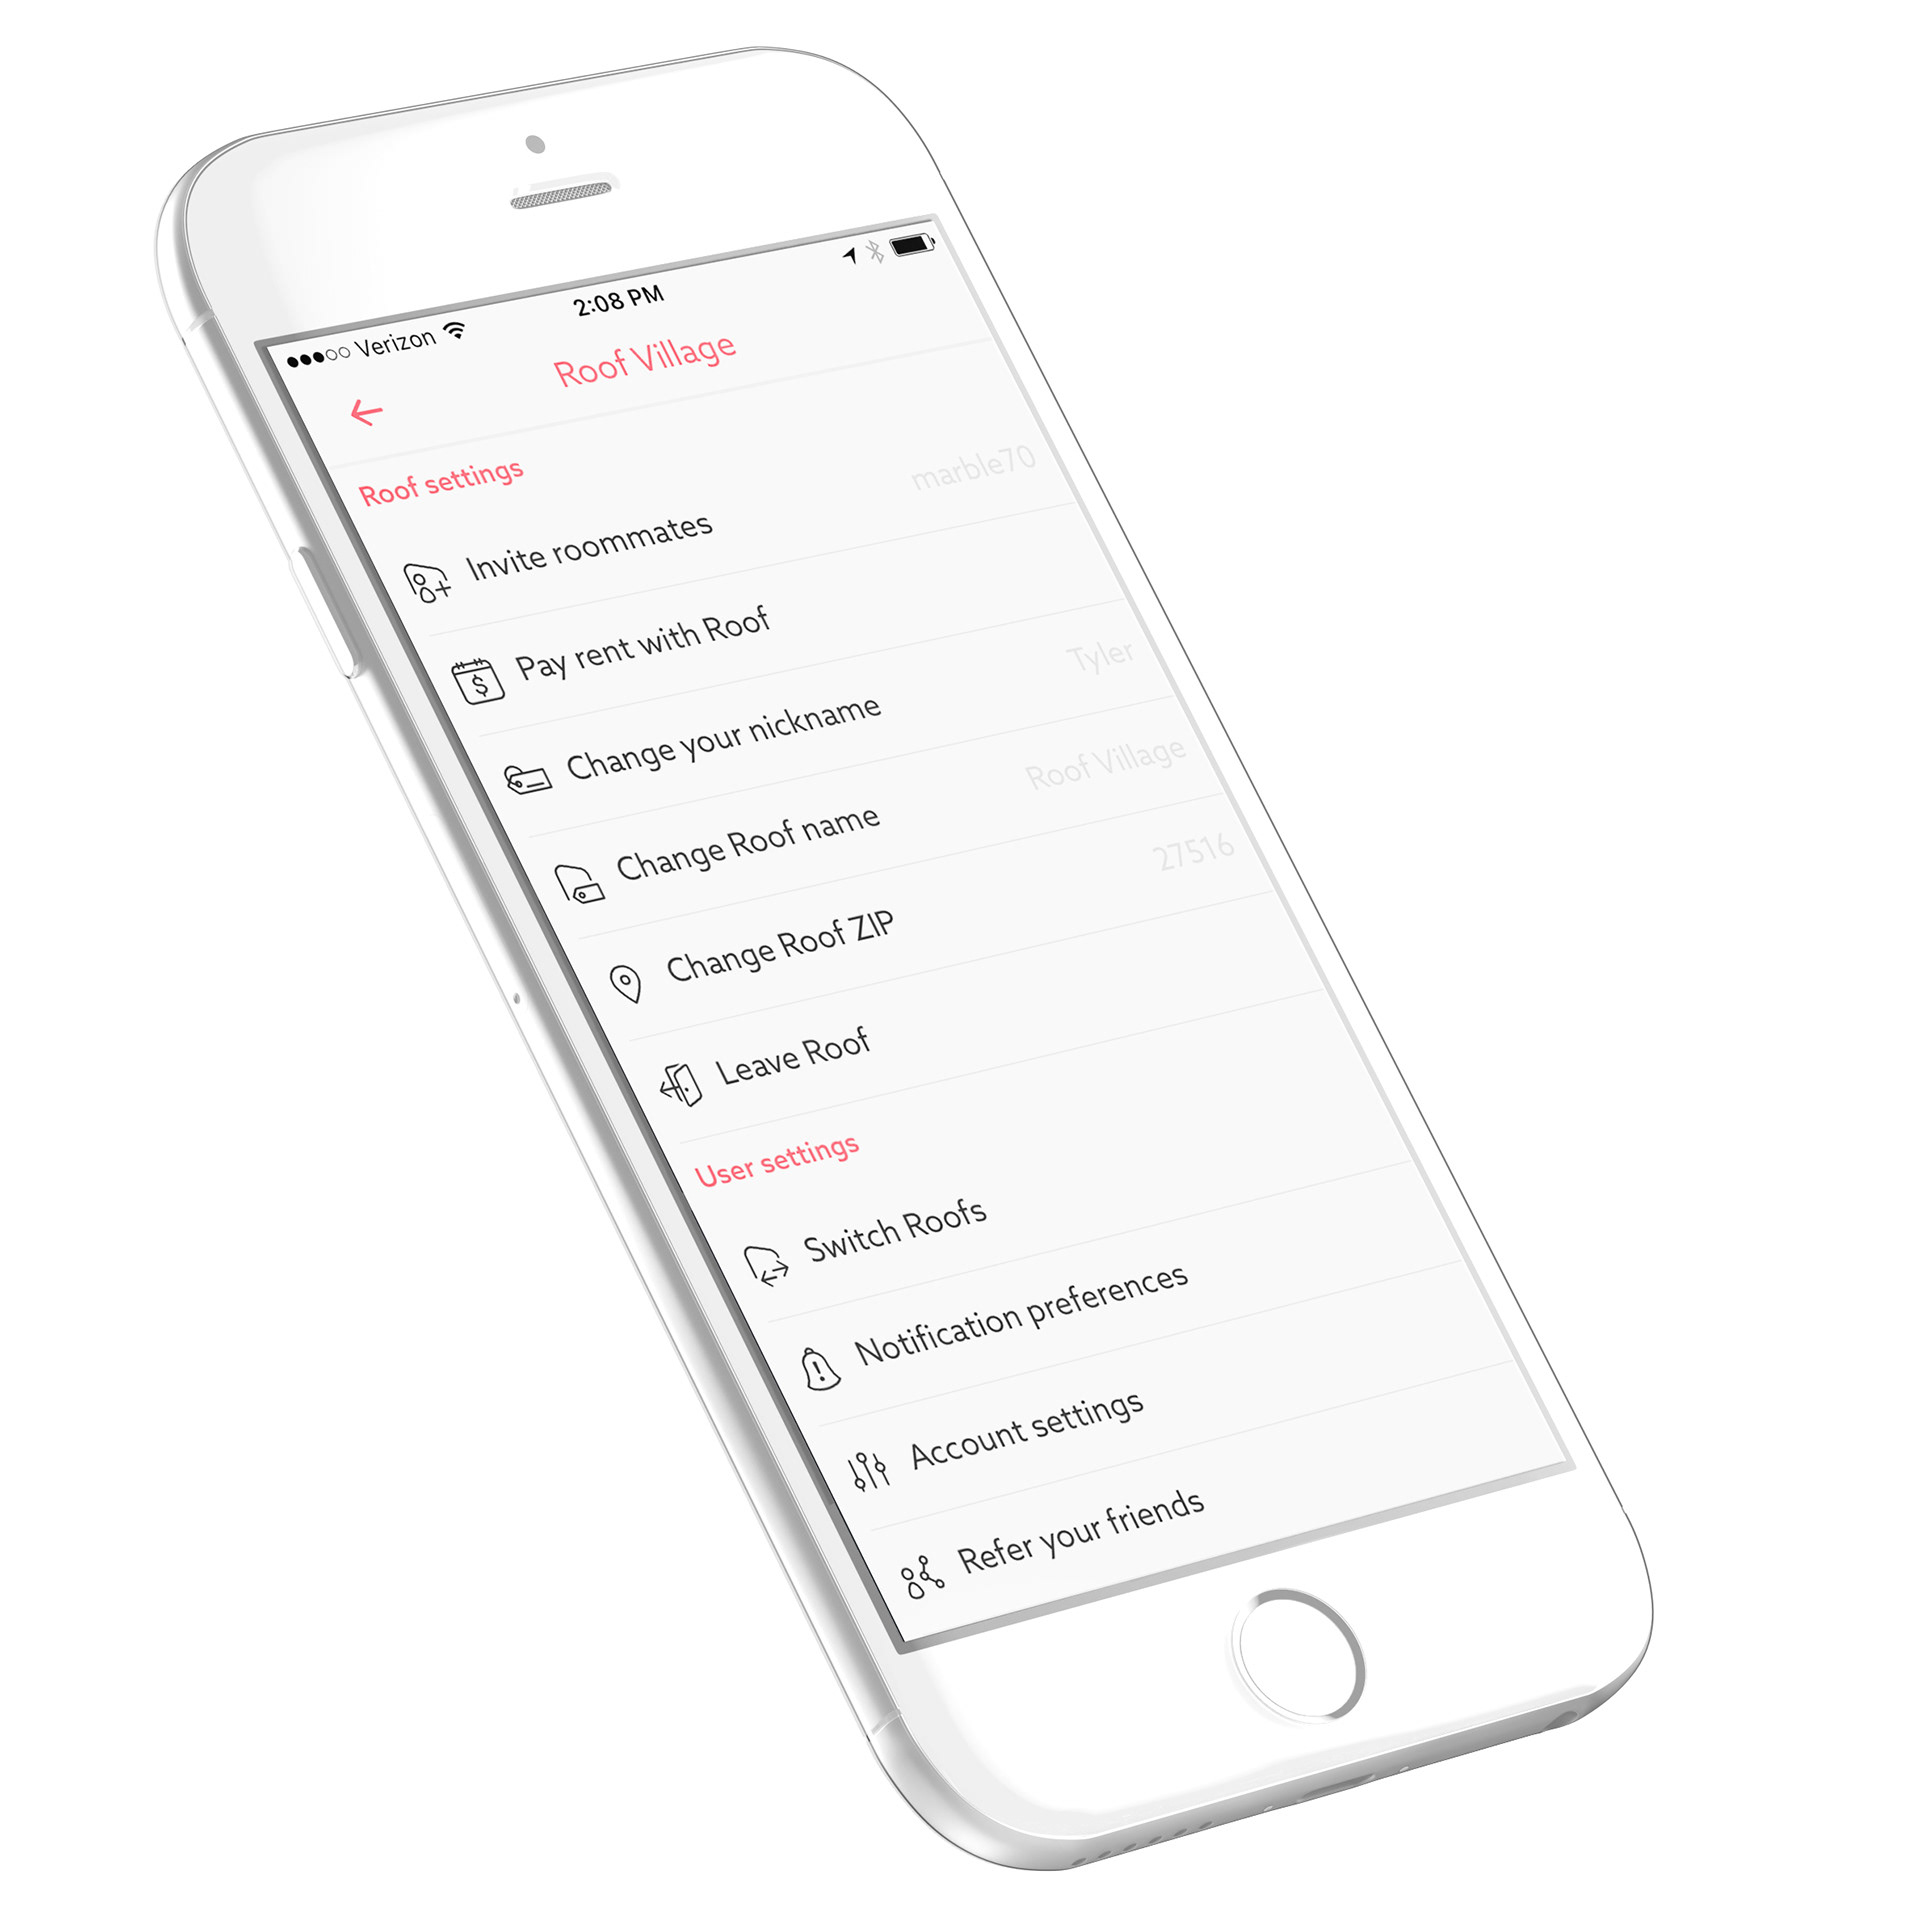 Verizon 2:08 PM
Roof Village
Roof settings
Invite roommates marble70
Pay rent with Roof
Change your nickname Tyler
Change Roof name Roof Village
Change Roof ZIP 27516
Leave Roof
User settings
Switch Roofs
Notification preferences
Account settings
Refer your friends